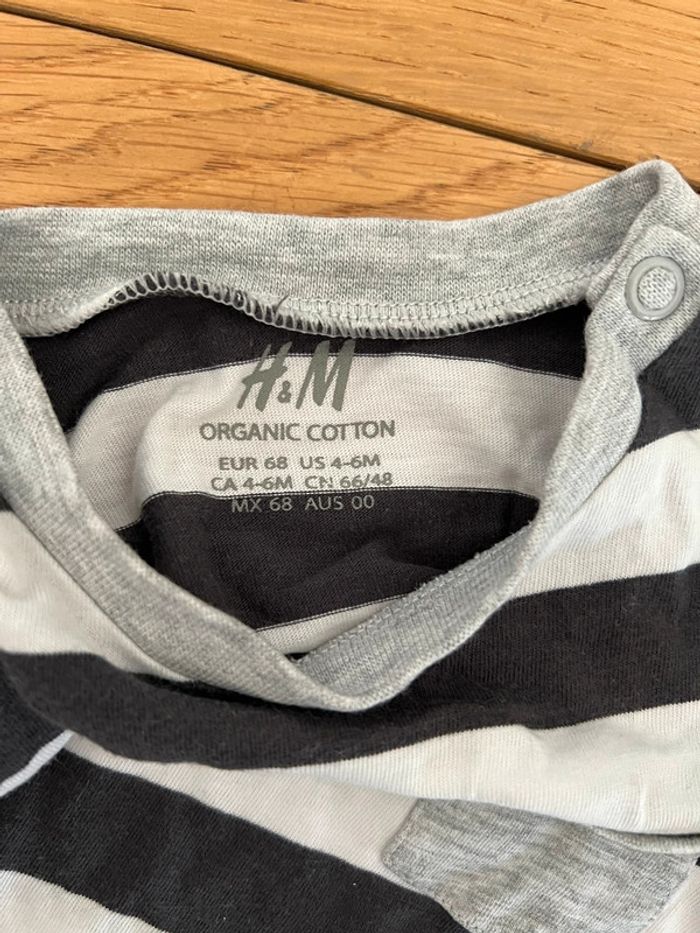 H&M
ORGANIC COTTON
EUR 68 US 4-6M
CA 4-6M CN 66/48
MX 68 AUS 00